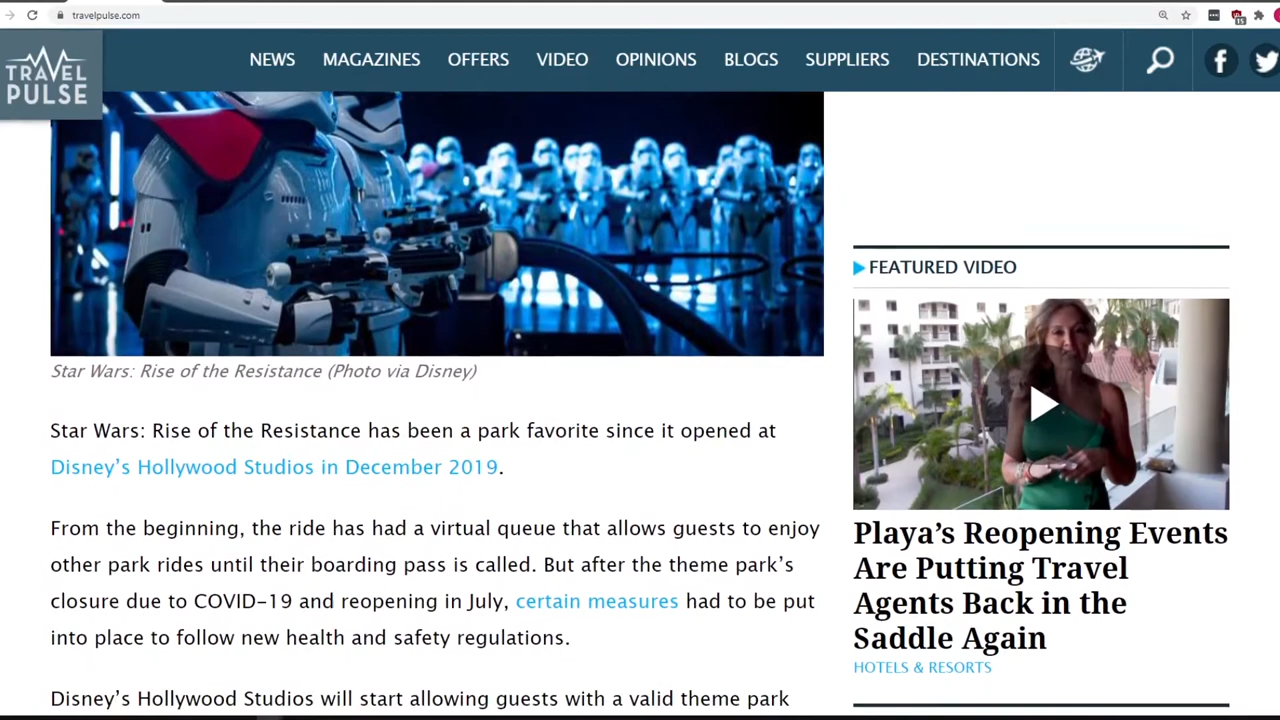 travelpulse.com
15
TRAVEL
PULSE
NEWS MAGAZINES OFFERS VIDEO OPINIONS BLOGS SUPPLIERS DESTINATIONS
Star Wars: Rise of the Resistance (Photo via Disney)
Star Wars: Rise of the Resistance has been a park favorite since it opened at
Disney’s Hollywood Studios in December 2019.
From the beginning, the ride has had a virtual queue that allows guests to enjoy
other park rides until their boarding pass is called. But after the theme park’s
closure due to COVID-19 and reopening in July, certain measures had to be put
into place to follow new health and safety regulations.
Disney’s Hollywood Studios will start allowing guests with a valid theme park
FEATURED VIDEO
Playa’s Reopening Events
Are Putting Travel
Agents Back in the
Saddle Again
HOTELS & RESORTS